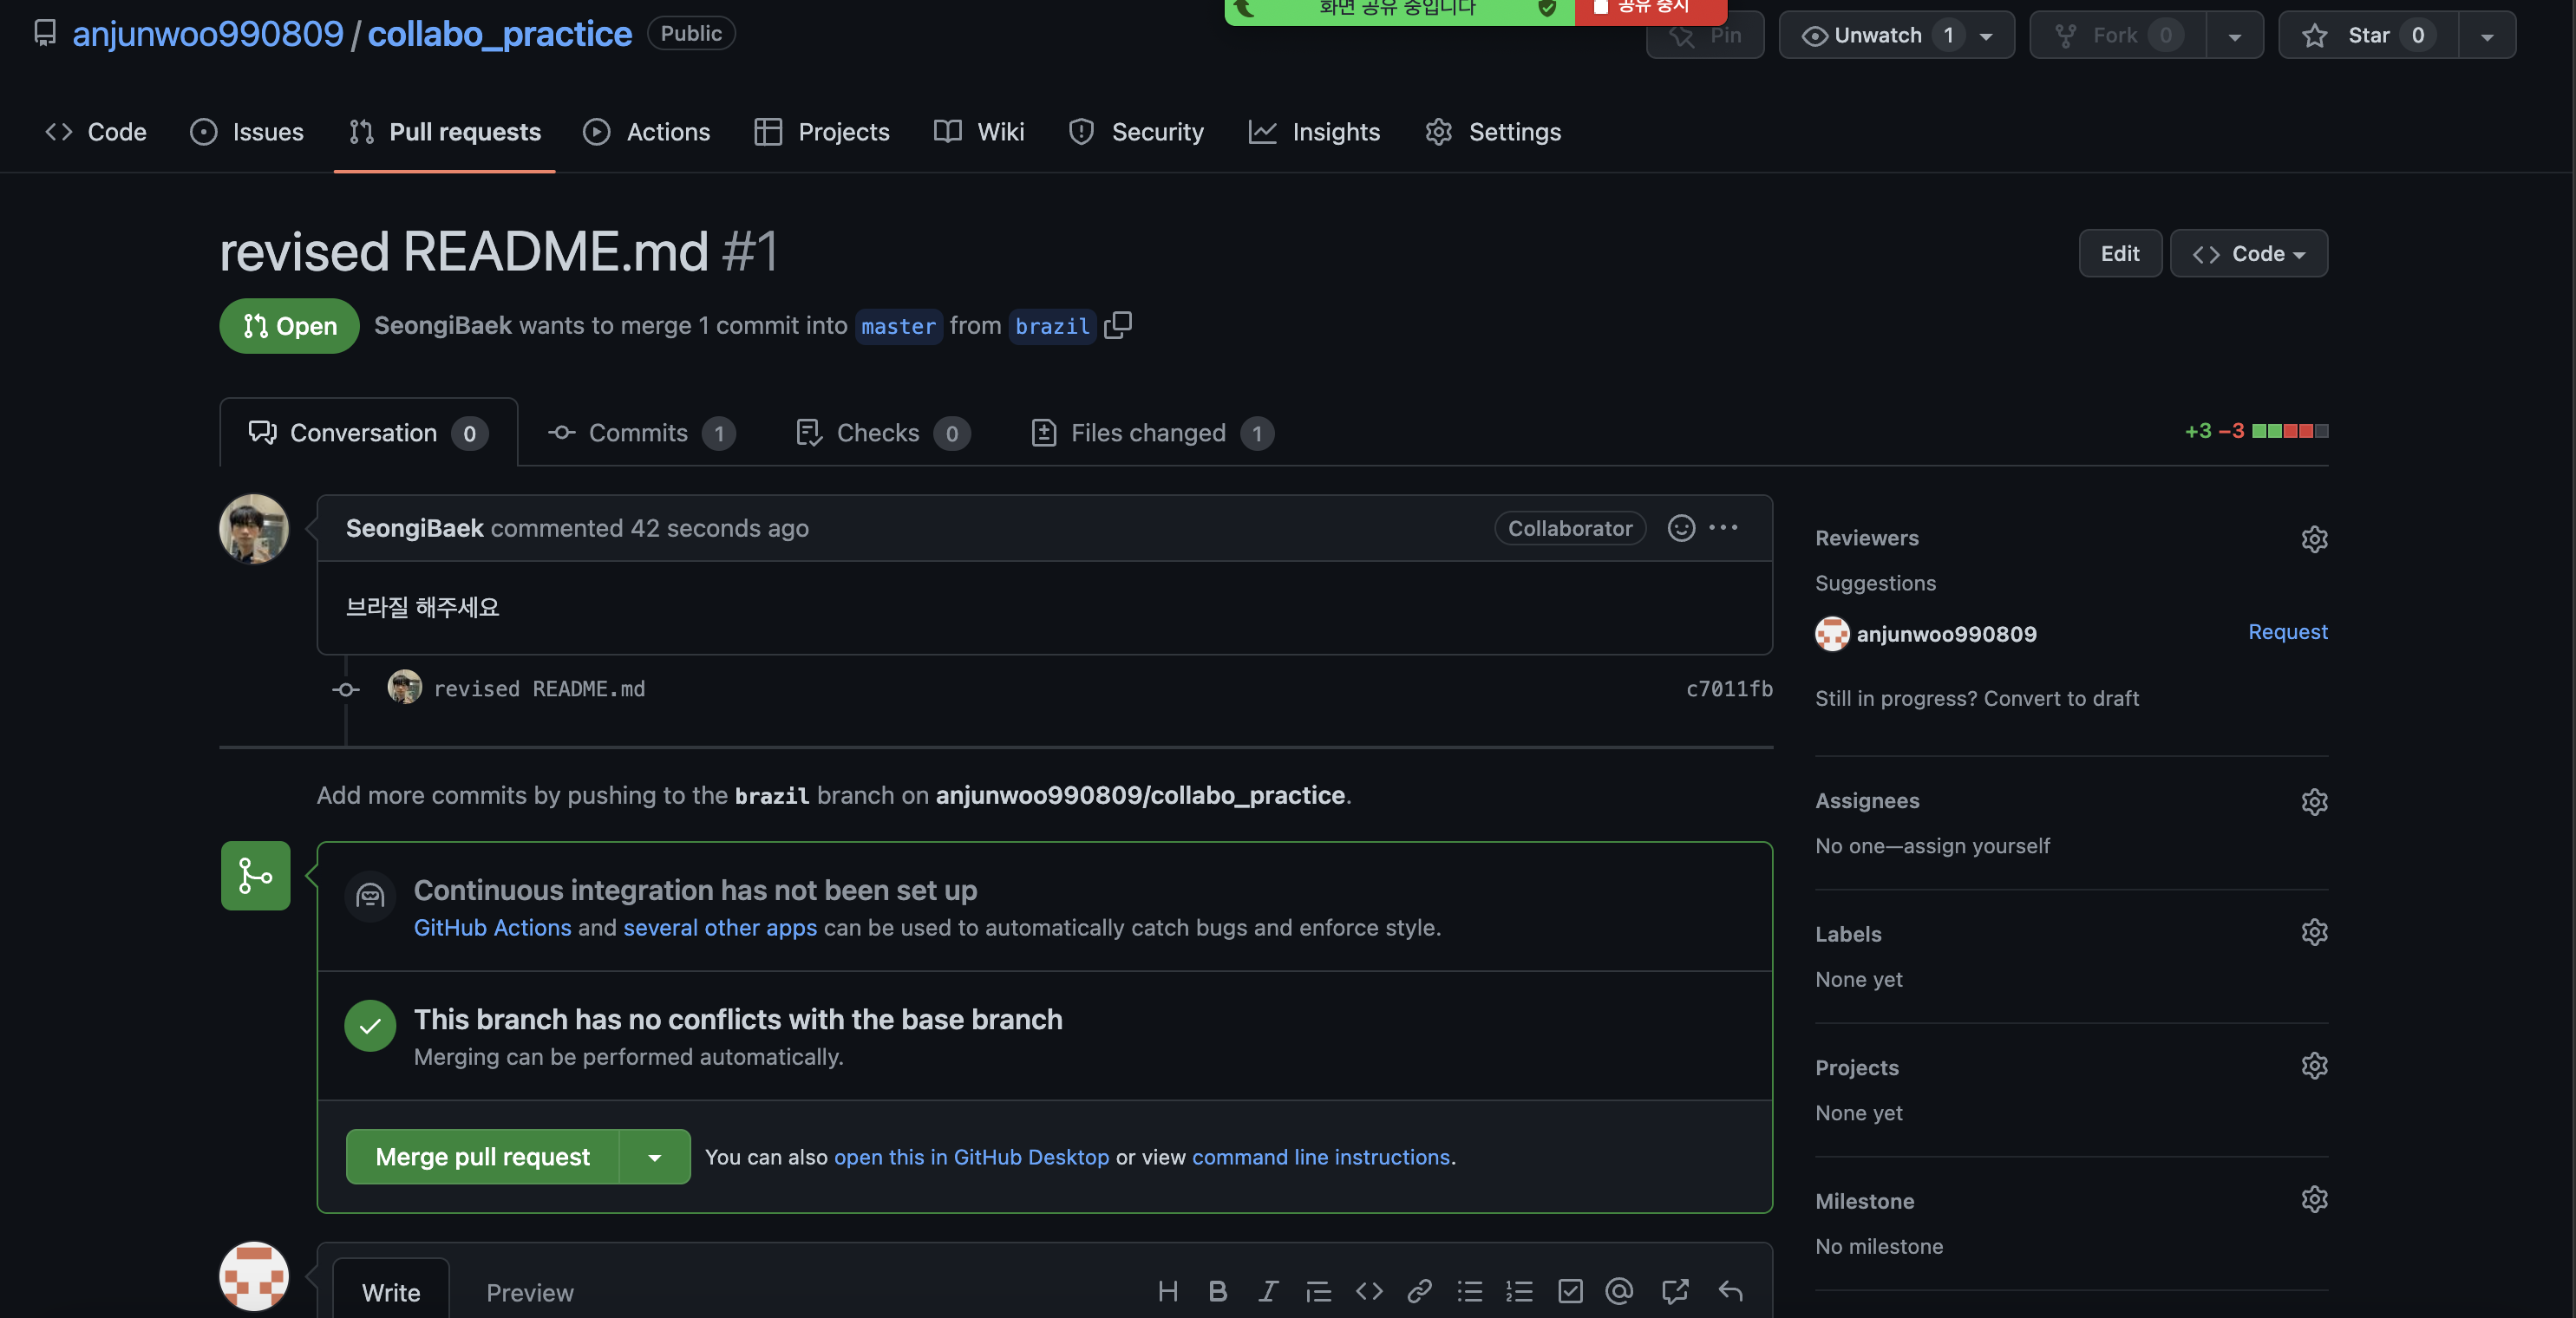 화면 공유 중입니다 공유 중지
anjunwoo990809 / collabo_practice Public Pin Unwatch 1 Fork 0 Star 0
Code Issues Pull requests Actions Projects Wiki Security Insights Settings
revised README.md #1 Edit Code
Open SeongiBaek wants to merge 1 commit into master from brazil
Conversation 0 Commits 1 Checks 0 Files changed 1 +3 −3
SeongiBaek commented 42 seconds ago Collaborator
브라질 해주세요
revised README.md c7011fb
Add more commits by pushing to the brazil branch on anjunwoo990809/collabo_practice.
Continuous integration has not been set up
GitHub Actions and several other apps can be used to automatically catch bugs and enforce style.
This branch has no conflicts with the base branch
Merging can be performed automatically.
Merge pull request You can also open this in GitHub Desktop or view command line instructions.
Write Preview
Reviewers
Suggestions
anjunwoo990809 Request
Still in progress? Convert to draft
Assignees
No one—assign yourself
Labels
None yet
Projects
None yet
Milestone
No milestone